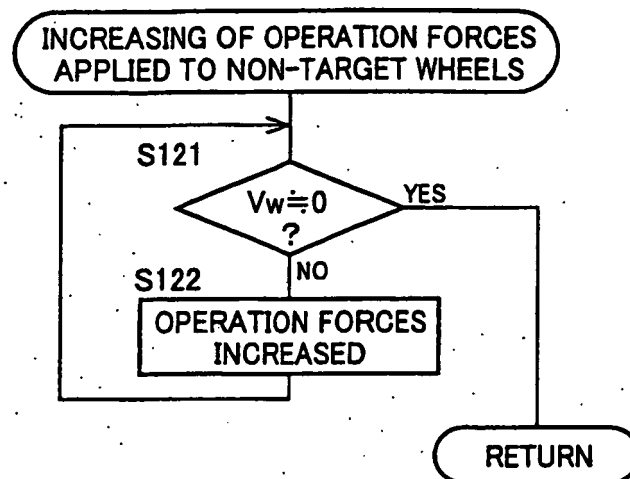 INCREASING OF OPERATION FORCES
APPLIED TO NON-TARGET WHEELS
S121
Vw≒0
?
YES
NO
S122
OPERATION FORCES
INCREASED
RETURN